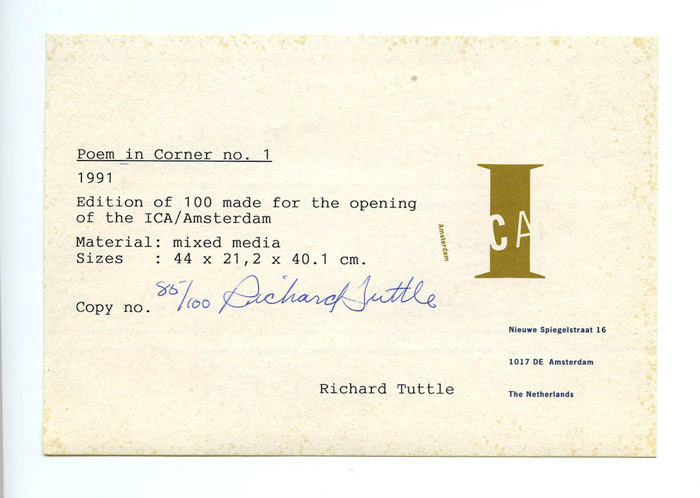 Poem in Corner no. 1
1991
Edition of 100 made for the opening
of the ICA/Amsterdam
Material: mixed media
Sizes   : 44 x 21,2 x 40.1 cm.
Copy no. 85/100 Richard Tuttle
Richard Tuttle
Amsterdam
ICA
Nieuwe Spiegelstraat 16
1017 DE Amsterdam
The Netherlands